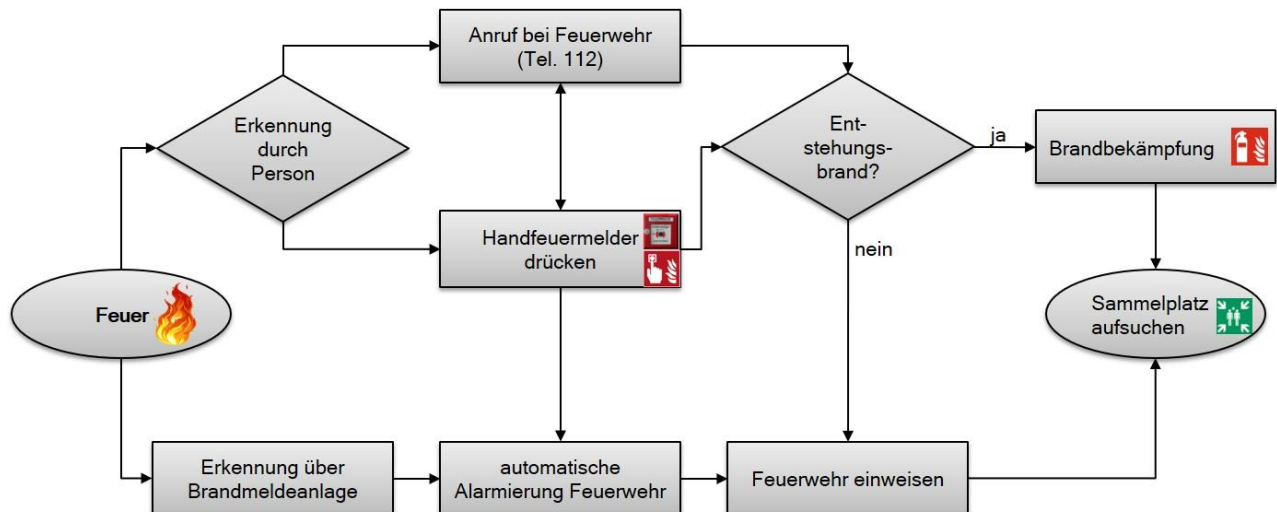 Anruf bei Feuerwehr
(Tel. 112)
Erkennung
durch
Person
Ent-
stehungs-
brand?
ja
Brandbekämpfung
Handfeuermelder
drücken
nein
Feuer
Sammelplatz
aufsuchen
Erkennung über
Brandmeldeanlage
automatische
Alarmierung Feuerwehr
Feuerwehr einweisen